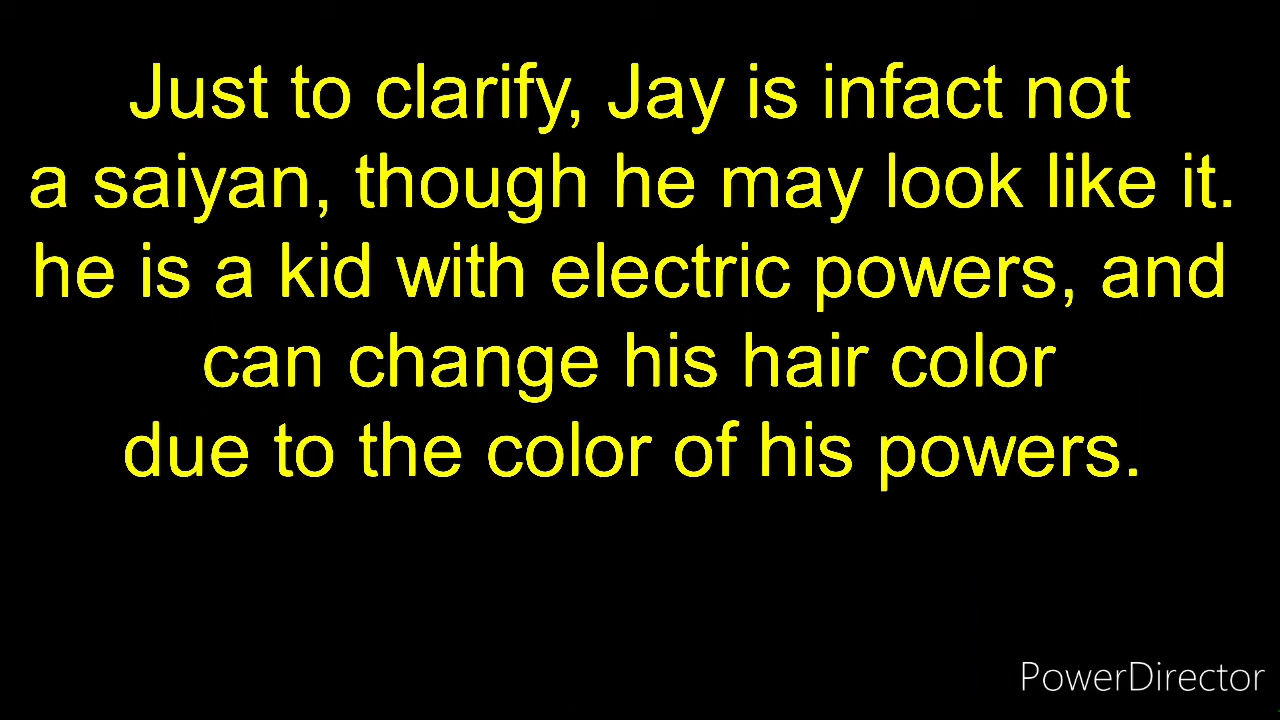 Just to clarify, Jay is infact not
a saiyan, though he may look like it.
he is a kid with electric powers, and
can change his hair color
due to the color of his powers.
PowerDirector